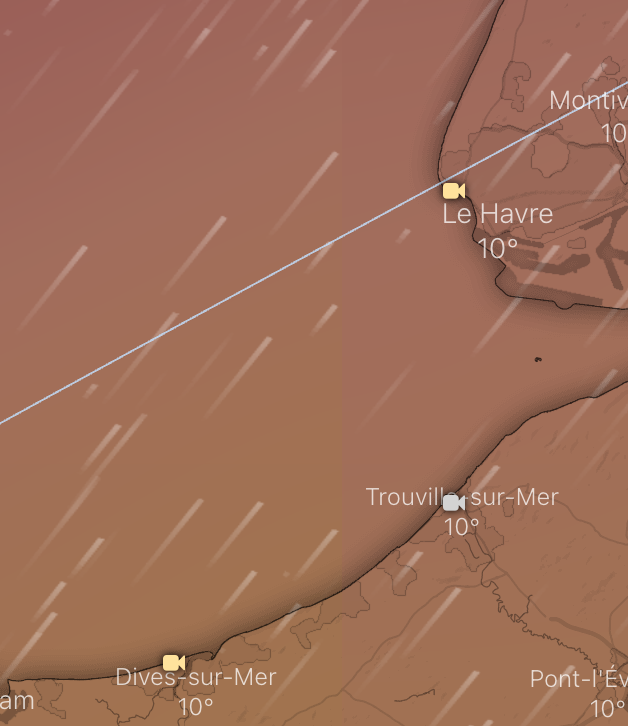 Montiv
10
Le Havre
10°
Trouville-sur-Mer
10°
Dives-sur-Mer
10°
Pont-l'Év
10°
am